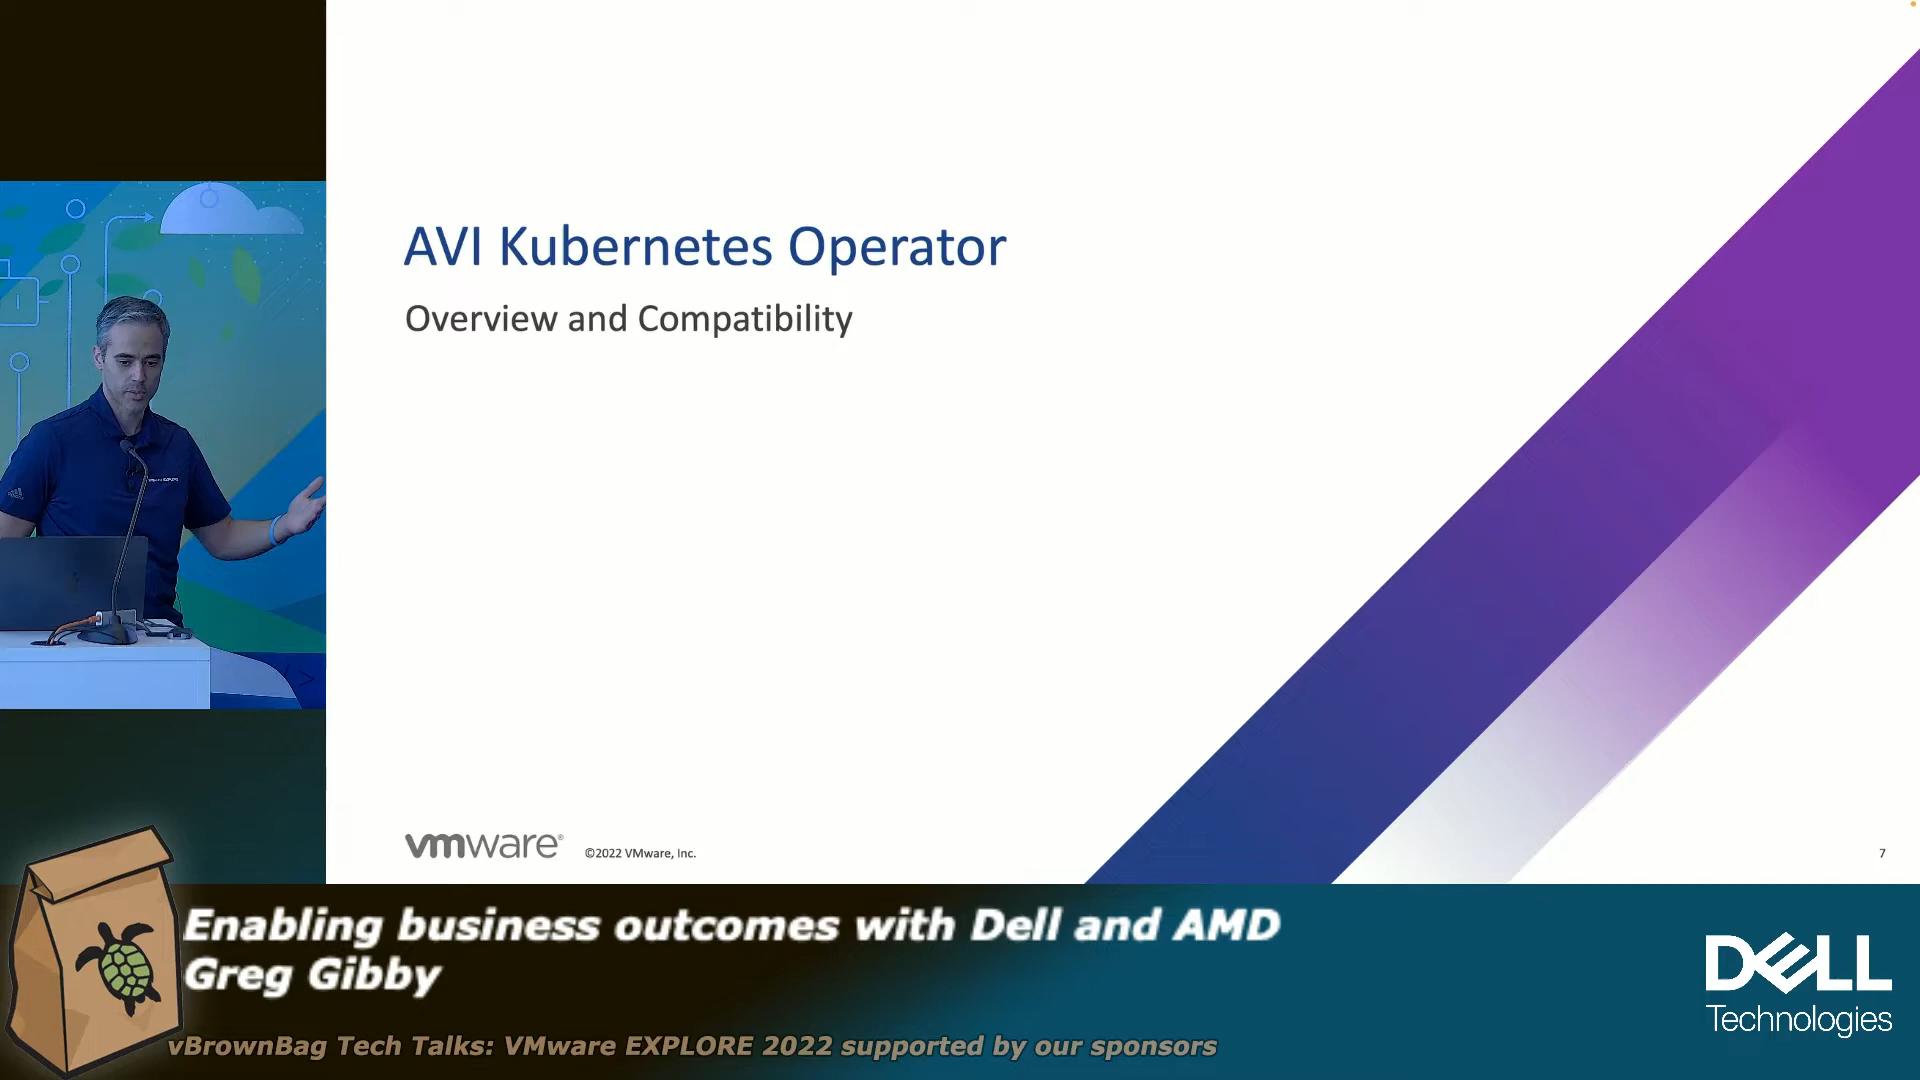 AVI Kubernetes Operator
Overview and Compatibility
vmware®
©2022 VMware, Inc.
7
Enabling business outcomes with Dell and AMD
Greg Gibby
vBrownBag Tech Talks: VMware EXPLORE 2022 supported by our sponsors
DELL
Technologies